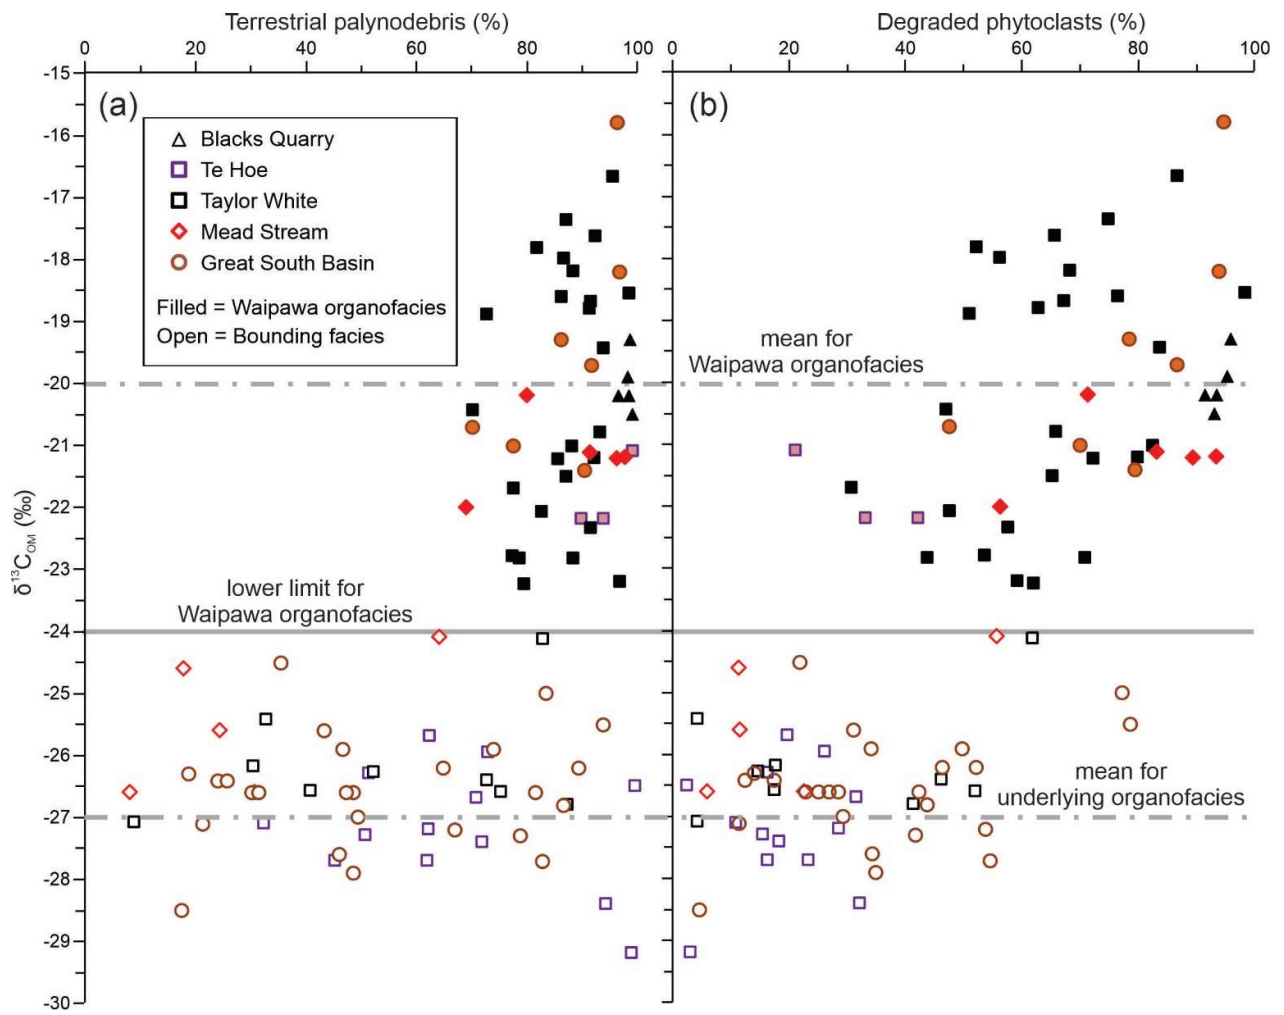 Terrestrial palynodebris (%)
Degraded phytoclasts (%)
0 20 40 60 80 100
0 20 40 60 80 100
-15
-16
-17
-18
-19
-20
-21
-22
-23
-24
-25
-26
-27
-28
-29
-30
δ¹³C_OM (‰)
(a)
Blacks Quarry
Te Hoe
Taylor White
Mead Stream
Great South Basin
Filled = Waipawa organofacies
Open = Bounding facies
lower limit for
Waipawa organofacies
(b)
mean for
Waipawa organofacies
mean for
underlying organofacies